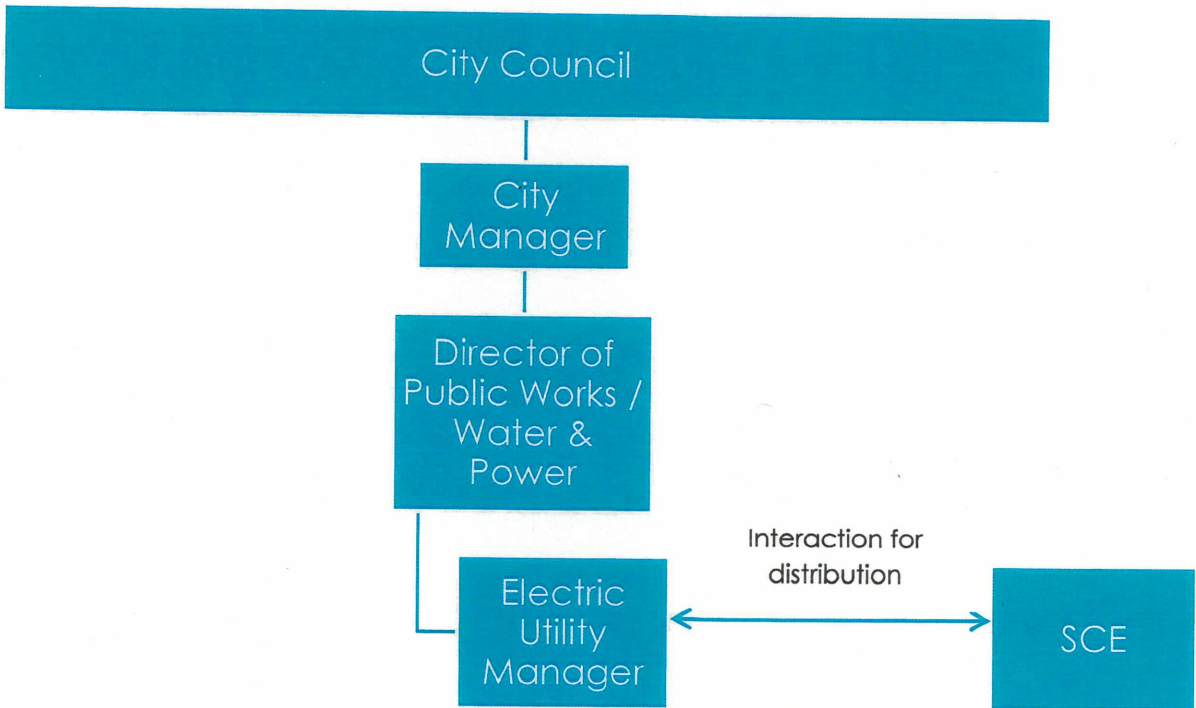 City Council
City
Manager
Director of
Public Works /
Water &
Power
Interaction for
distribution
Electric
Utility
Manager
SCE